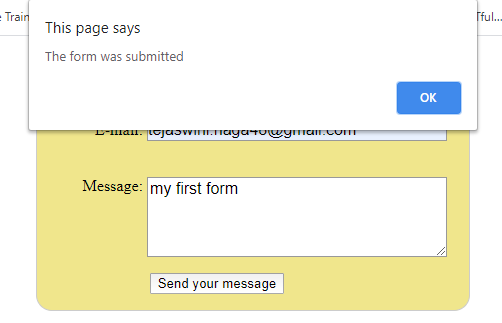 e Train
Tful...
This page says
The form was submitted
OK
E-mail: tejaswini.naga46@gmail.com
Message: my first form
Send your message